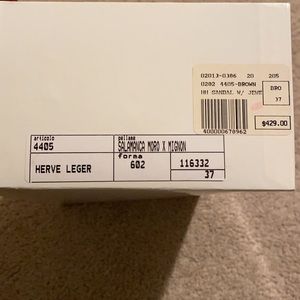 02013-0386 20 205
0202 4405-BROWN BRO
HH SANDAL W/ JEWE 37
400000670962 $429.00
articolo pellame
4405 SALAMANCA MORO X MIGNON
forma
HERVE LEGER 602 116332
37